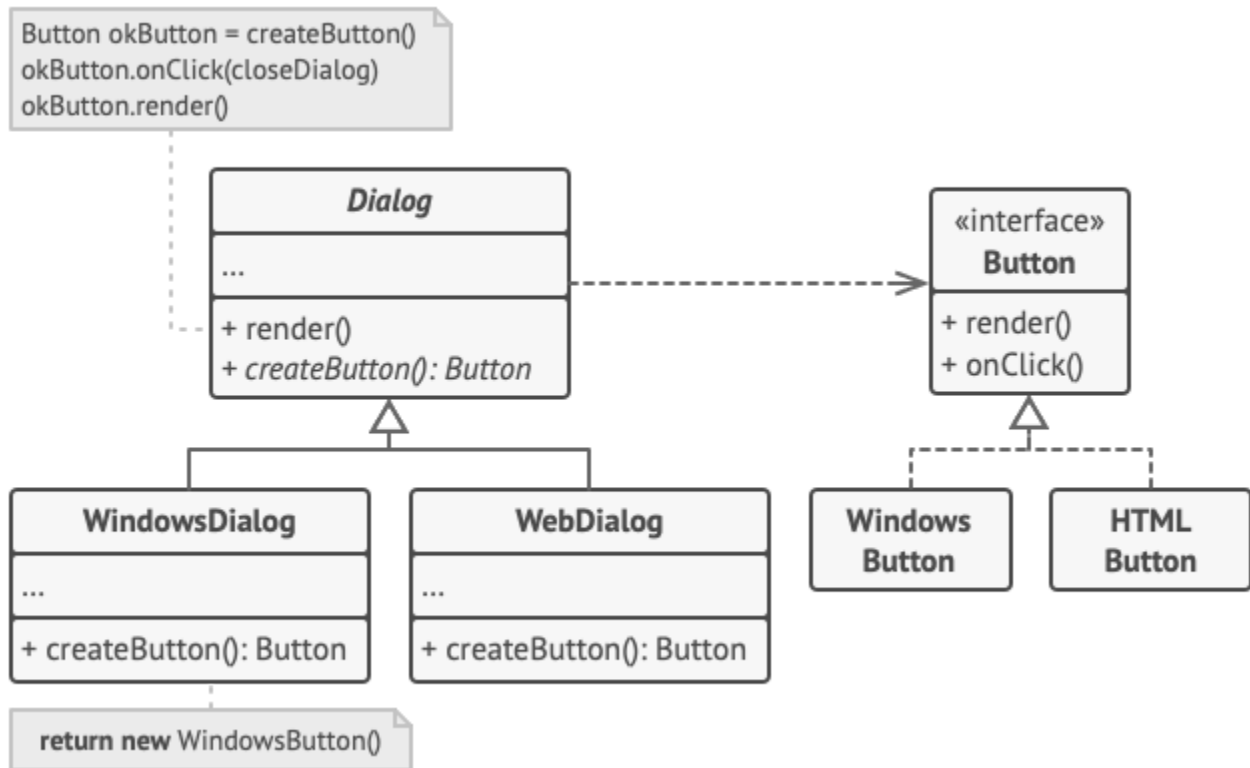 Button okButton = createButton()
okButton.onClick(closeDialog)
okButton.render()
Dialog
...
+ render()
+ createButton(): Button
«interface»
Button
+ render()
+ onClick()
WindowsDialog
...
+ createButton(): Button
WebDialog
...
+ createButton(): Button
Windows
Button
HTML
Button
return new WindowsButton()